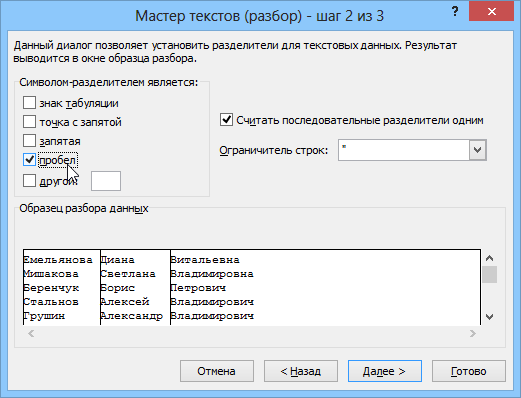 Мастер текстов (разбор) - шаг 2 из 3
?
Данный диалог позволяет установить разделители для текстовых данных. Результат
выводится в окне образца разбора.
Символом-разделителем является:
знак табуляции
точка с запятой
запятая
пробел
другой:
Считать последовательные разделители одним
Ограничитель строк: "
Образец разбора данных
Емельянова Диана Витальевна
Мишакова Светлана Владимировна
Беренчук Борис Петрович
Стальнов Алексей Владимирович
Грушин Александр Владимирович
Отмена < Назад Далее > Готово